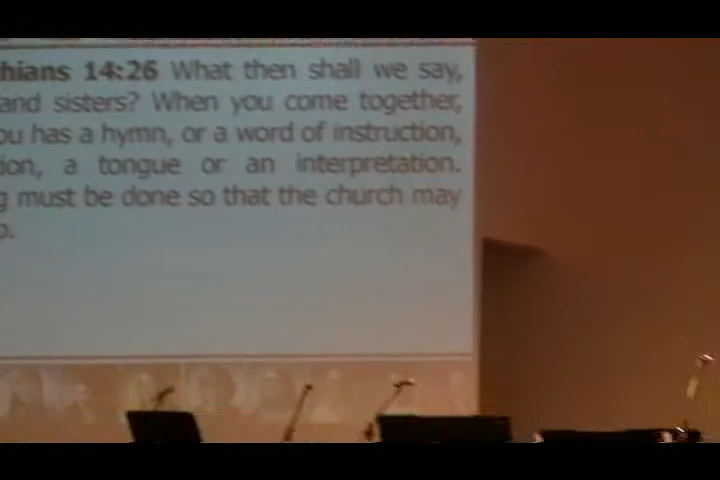 hians 14:26 What then shall we say,
and sisters? When you come together,
ou has a hymn, or a word of instruction,
ion, a tongue or an interpretation.
g must be done so that the church may
p.